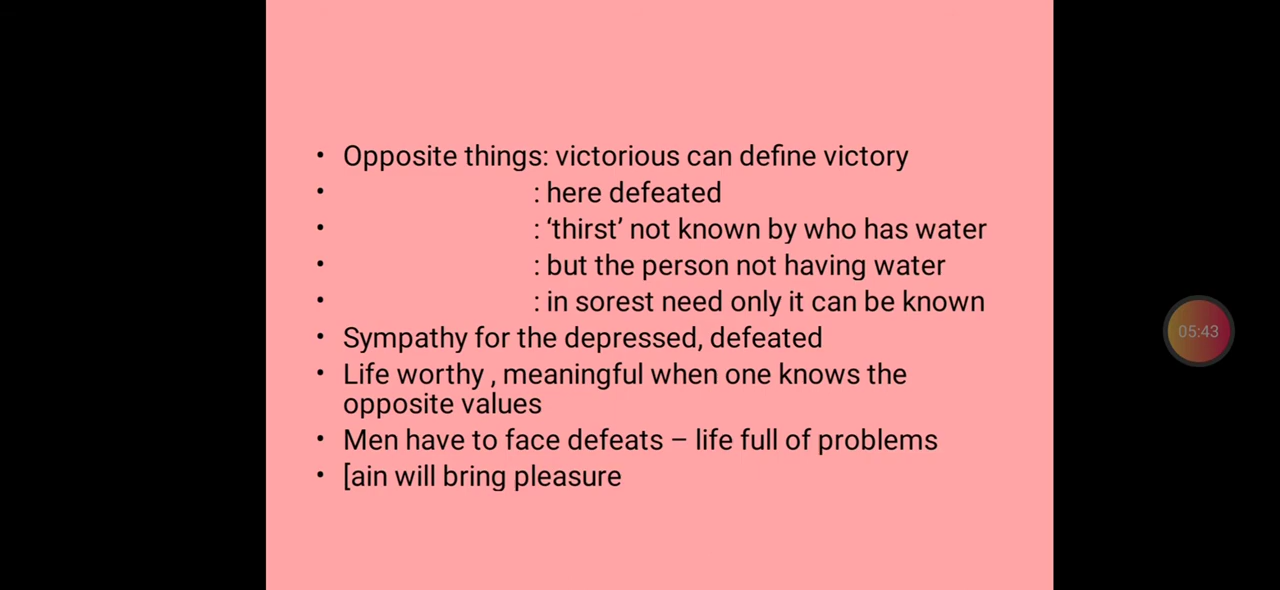 • Opposite things: victorious can define victory
• : here defeated
• : ‘thirst’ not known by who has water
• : but the person not having water
• : in sorest need only it can be known
• Sympathy for the depressed, defeated
• Life worthy , meaningful when one knows the
opposite values
• Men have to face defeats – life full of problems
• [ain will bring pleasure
05:43